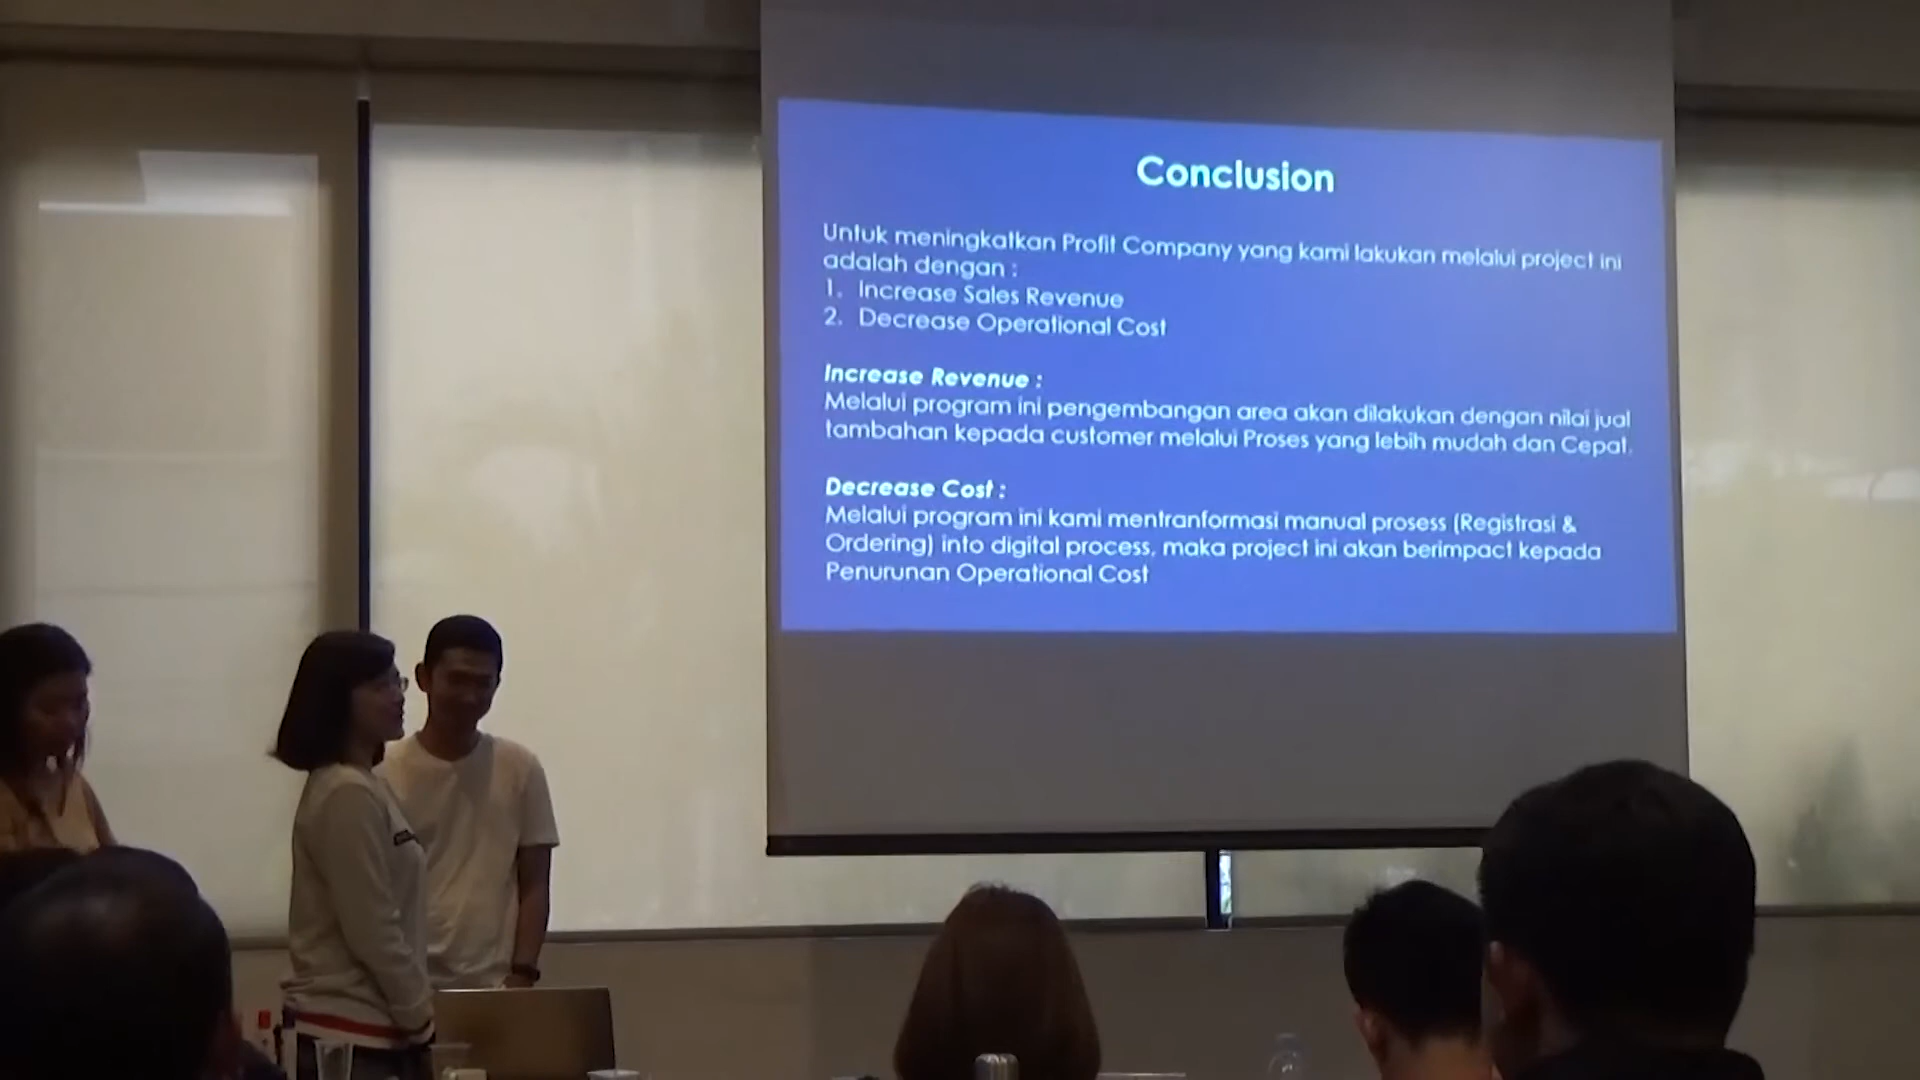 Conclusion
Untuk meningkatkan Profit Company yang kami lakukan melalui project ini
adalah dengan :
1. Increase Sales Revenue
2. Decrease Operational Cost
Increase Revenue :
Melalui program ini pengembangan area akan dilakukan dengan nilai jual
tambahan kepada customer melalui Proses yang lebih mudah dan Cepat.
Decrease Cost :
Melalui program ini kami mentranformasi manual prosess (Registrasi &
Ordering) into digital process, maka project ini akan berimpact kepada
Penurunan Operational Cost